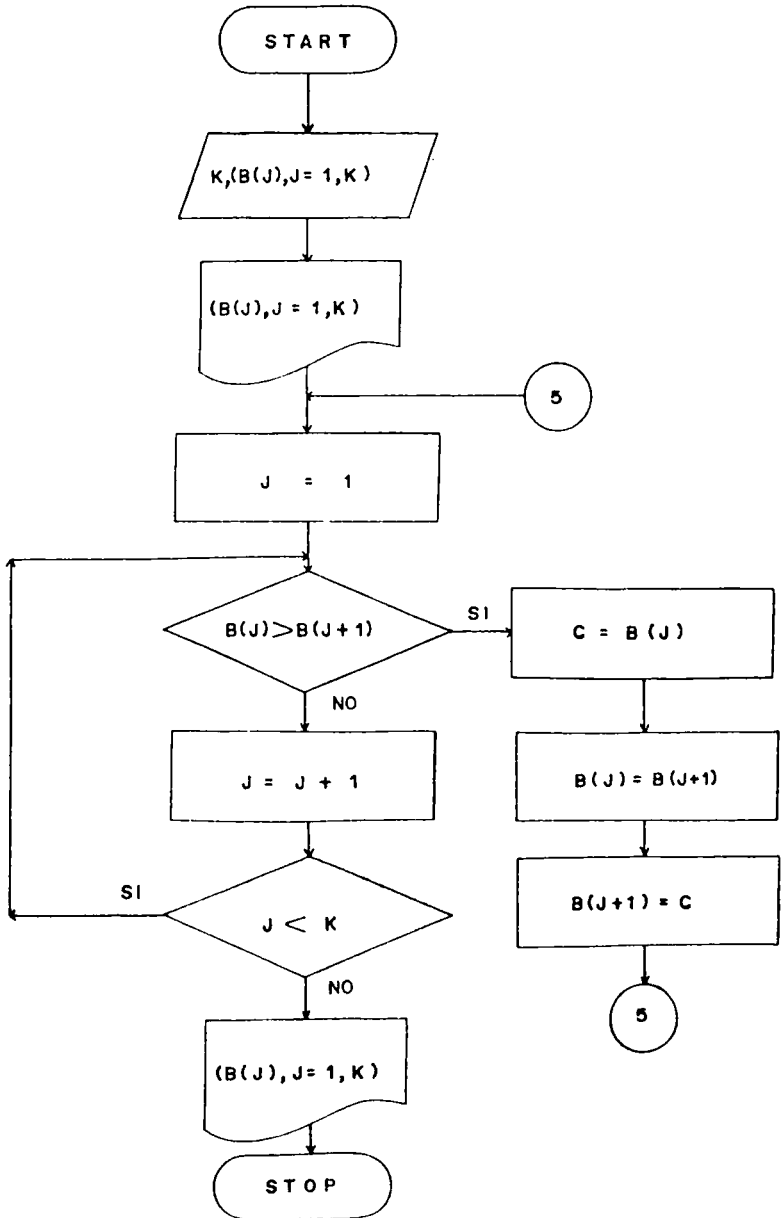 START
K,(B(J),J=1,K)
(B(J),J=1,K)
5
J = 1
B(J)>B(J+1)
SI
C = B(J)
NO
J = J + 1
B(J)=B(J+1)
SI
J < K
B(J+1)=C
NO
5
(B(J),J=1,K)
STOP